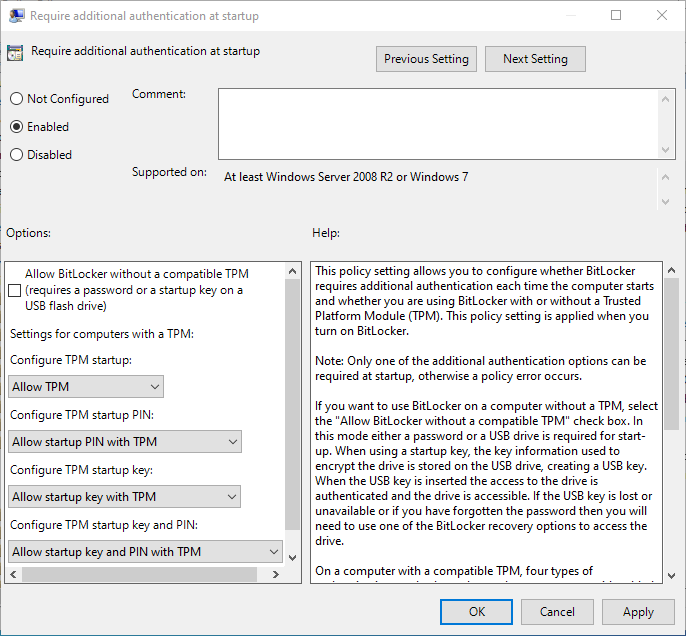 Require additional authentication at startup
Require additional authentication at startup
Previous Setting
Next Setting
Not Configured
Enabled
Disabled
Comment:
Supported on:
At least Windows Server 2008 R2 or Windows 7
Options:
Help:
Allow BitLocker without a compatible TPM
(requires a password or a startup key on a
USB flash drive)
Settings for computers with a TPM:
Configure TPM startup:
Allow TPM
Configure TPM startup PIN:
Allow startup PIN with TPM
Configure TPM startup key:
Allow startup key with TPM
Configure TPM startup key and PIN:
Allow startup key and PIN with TPM
This policy setting allows you to configure whether BitLocker
requires additional authentication each time the computer starts
and whether you are using BitLocker with or without a Trusted
Platform Module (TPM). This policy setting is applied when you
turn on BitLocker.
Note: Only one of the additional authentication options can be
required at startup, otherwise a policy error occurs.
If you want to use BitLocker on a computer without a TPM, select
the "Allow BitLocker without a compatible TPM" check box. In
this mode either a password or a USB drive is required for start-
up. When using a startup key, the key information used to
encrypt the drive is stored on the USB drive, creating a USB key.
When the USB key is inserted the access to the drive is
authenticated and the drive is accessible. If the USB key is lost or
unavailable or if you have forgotten the password then you will
need to use one of the BitLocker recovery options to access the
drive.
On a computer with a compatible TPM, four types of
OK
Cancel
Apply